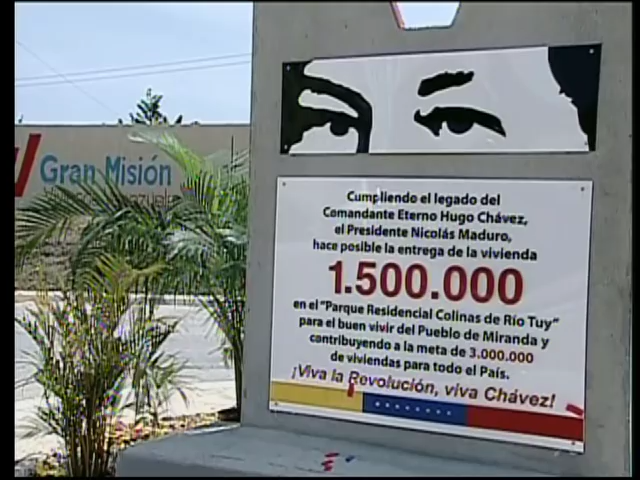 Gran Misión
Cumpliendo el legado del
Comandante Eterno Hugo Chávez,
el Presidente Nicolás Maduro,
hace posible la entrega de la vivienda
1.500.000
en el "Parque Residencial Colinas de Río Tuy"
para el buen vivir del Pueblo de Miranda y
contribuyendo a la meta de 3.000.000
de viviendas para todo el País.
¡Viva la Revolución, viva Chávez!